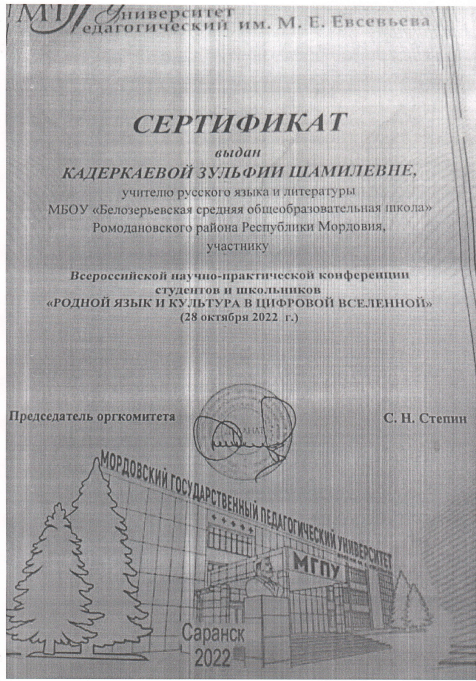 МГПУ Университет
едагогический им. М. Е. Евсевьева
СЕРТИФИКАТ
выдан
КАДЕРКАЕВОЙ ЗУЛЬФИИ ШАМИЛЕВНЕ,
учителю русского языка и литературы
МБОУ «Белозерьевская средняя общеобразовательная школа»
Ромодановского района Республики Мордовия,
участнику
Всероссийской научно-практической конференции
студентов и школьников
«РОДНОЙ ЯЗЫК И КУЛЬТУРА В ЦИФРОВОЙ ВСЕЛЕННОЙ»
(28 октября 2022 г.)
Председатель оргкомитета
С. Н. Степин
МОРДОВСКИЙ ГОСУДАРСТВЕННЫЙ ПЕДАГОГИЧЕСКИЙ УНИВЕРСИТЕТ
МГПУ
Саранск
2022